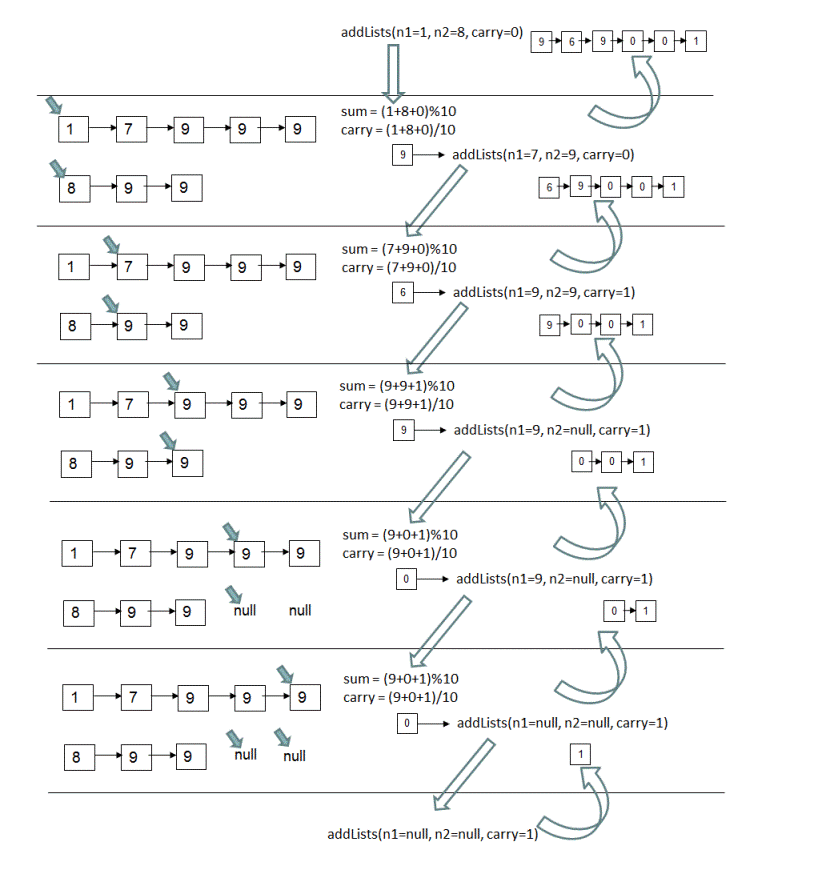 addLists(n1=1, n2=8, carry=0)
9 6 9 0 0 1
1 7 9 9 9
sum = (1+8+0)%10
carry = (1+8+0)/10
9 addLists(n1=7, n2=9, carry=0)
8 9 9
6 9 0 0 1
1 7 9 9 9
sum = (7+9+0)%10
carry = (7+9+0)/10
6 addLists(n1=9, n2=9, carry=1)
8 9 9
9 0 0 1
1 7 9 9 9
sum = (9+9+1)%10
carry = (9+9+1)/10
9 addLists(n1=9, n2=null, carry=1)
8 9 9
0 0 1
1 7 9 9 9
sum = (9+0+1)%10
carry = (9+0+1)/10
0 addLists(n1=9, n2=null, carry=1)
8 9 9 null null
0 1
1 7 9 9 9
sum = (9+0+1)%10
carry = (9+0+1)/10
0 addLists(n1=null, n2=null, carry=1)
8 9 9 null null
1
addLists(n1=null, n2=null, carry=1)